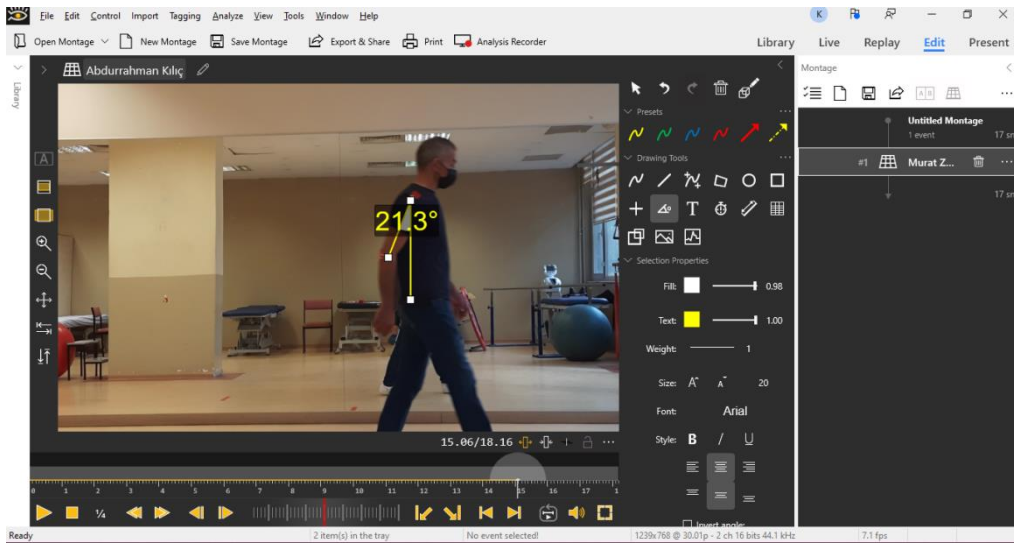 File Edit Control Import Tagging Analyze View Tools Window Help K
Open Montage New Montage Save Montage Export & Share Print Analysis Recorder Library Live Replay Edit Present
Library
Abdurrahman Kılıç
Montage
A B
Untitled Montage
1 event 17 sn
#1 Murat Z... ...
17 sn
Presets ...
Drawing Tools ...
T
Selection Properties
Fill: 0.98
Text: 1.00
Weight: 1
Size: A A 20
Font: Arial
Style: B I U
Invert angle:
A
21.3°
15.06/18.16 ...
0 1 2 3 4 5 6 7 8 9 10 11 12 13 14 15 16 17 1
¼
Ready 2 item(s) in the tray No event selected! 1239x768 @ 30.01p - 2 ch 16 bits 44.1 kHz 7.1 fps